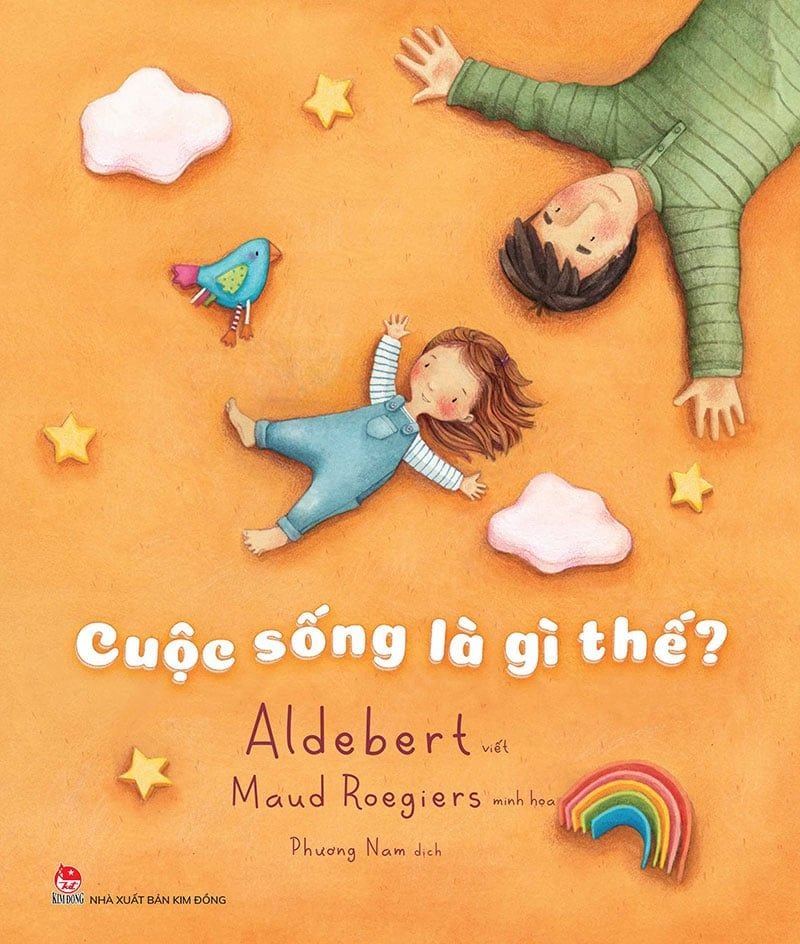 Cuộc sống là gì thế?
Aldebert viết
Maud Roegiers minh họa
Phương Nam dịch
KIM ĐỒNG NHÀ XUẤT BẢN KIM ĐỒNG